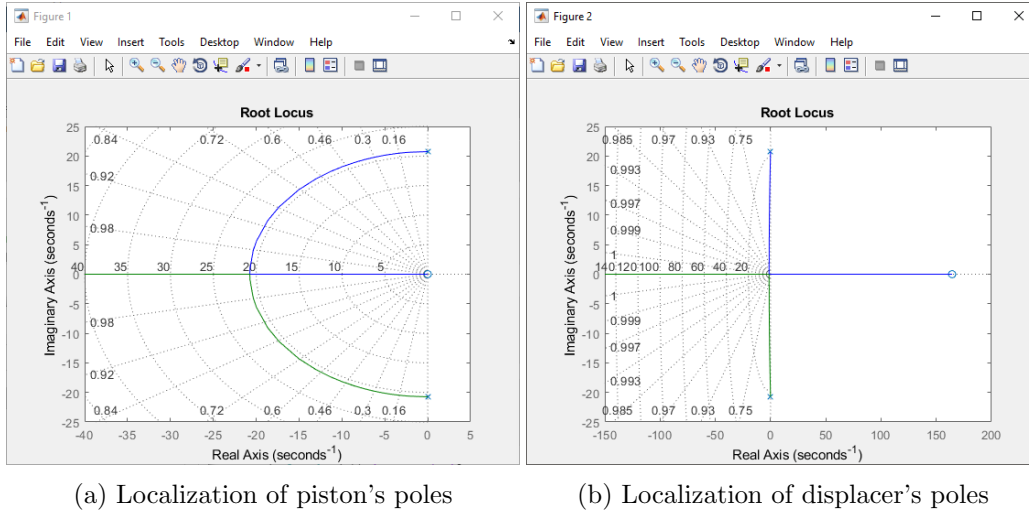 Figure 1
File Edit View Insert Tools Desktop Window Help
Root Locus
0.84 0.72 0.6 0.46 0.3 0.16
0.92
0.98
40 35 30 25 20 15 10 5
0.98
0.92
0.84 0.72 0.6 0.46 0.3 0.16
25
20
15
10
5
0
-5
-10
-15
-20
-25
Imaginary Axis (seconds⁻¹)
-40 -35 -30 -25 -20 -15 -10 -5 0 5
Real Axis (seconds⁻¹)
(a) Localization of piston's poles
Figure 2
File Edit View Insert Tools Desktop Window Help
Root Locus
0.985 0.97 0.93 0.75
0.993
0.997
0.999
1
140 120 100 80 60 40 20
1
0.999
0.997
0.993
0.985 0.97 0.93 0.75
25
20
15
10
5
0
-5
-10
-15
-20
-25
Imaginary Axis (seconds⁻¹)
-150 -100 -50 0 50 100 150 200
Real Axis (seconds⁻¹)
(b) Localization of displacer's poles